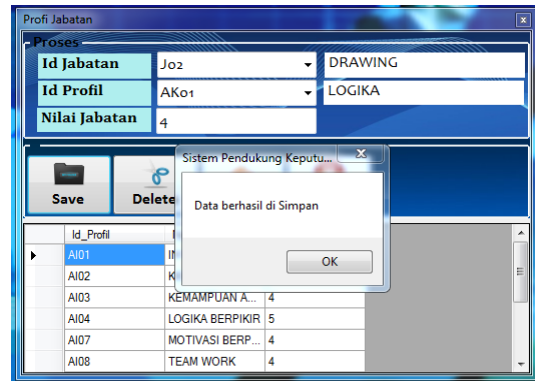 Profi Jabatan
x
Proses
Id Jabatan J02 DRAWING
Id Profil AK01 LOGIKA
Nilai Jabatan 4
Sistem Pendukung Keputu... x
Save Delete
Data berhasil di Simpan
OK
Id_Profil
AI01
AI02
AI03 KEMAMPUAN A... 4
AI04 LOGIKA BERPIKIR 5
AI07 MOTIVASI BERP... 4
AI08 TEAM WORK 4